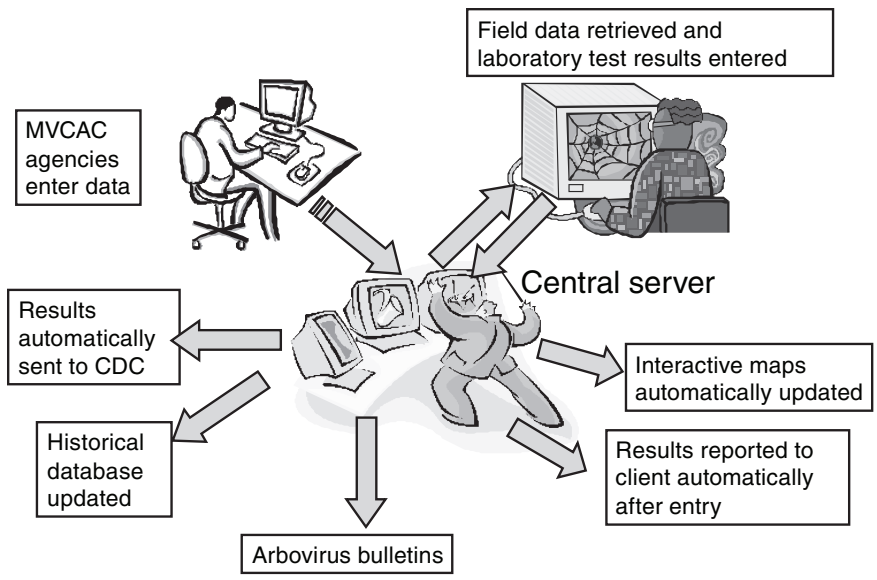 Field data retrieved and
laboratory test results entered
MVCAC
agencies
enter data
Central server
Results
automatically
sent to CDC
Interactive maps
automatically updated
Historical
database
updated
Results reported to
client automatically
after entry
Arbovirus bulletins